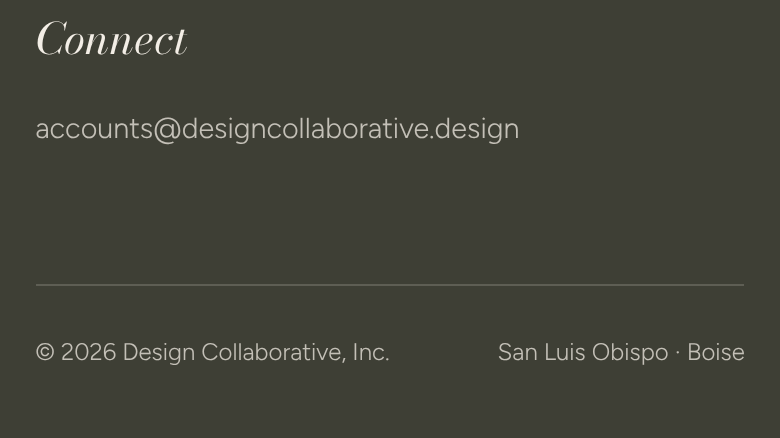 Connect
accounts@designcollaborative.design
© 2026 Design Collaborative, Inc.
San Luis Obispo · Boise